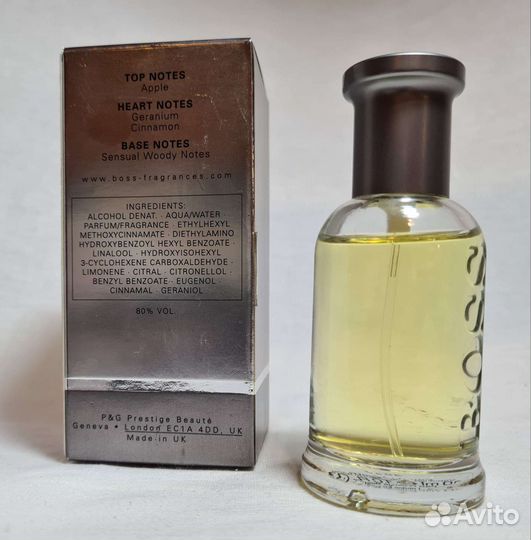 TOP NOTES
Apple
HEART NOTES
Geranium
Cinnamon
BASE NOTES
Sensual Woody Notes
www.boss-fragrances.com
INGREDIENTS:
ALCOHOL DENAT. · AQUA/WATER
PARFUM/FRAGRANCE · ETHYLHEXYL
METHOXYCINNAMATE · DIETHYLAMINO
HYDROXYBENZOYL HEXYL BENZOATE ·
LINALOOL · HYDROXYISOHEXYL
3-CYCLOHEXENE CARBOXALDEHYDE ·
LIMONENE · CITRAL · CITRONELLOL ·
BENZYL BENZOATE · EUGENOL ·
CINNAMAL · GERANIOL
80% VOL.
P&G Prestige Beauté
Geneva • London EC1A 4DD, UK
Made in UK
BOSS
Avito